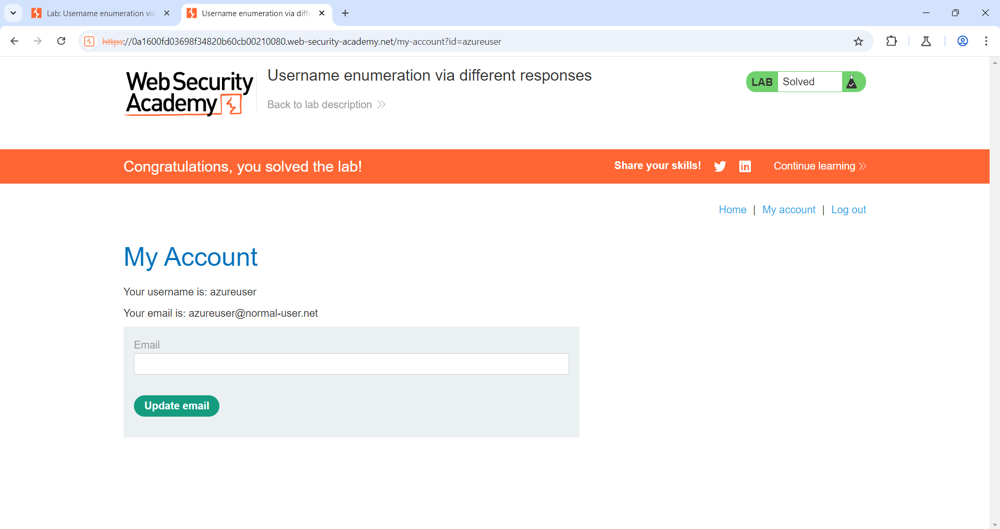 Lab: Username enumeration via
Username enumeration via diffe
https://0a1600fd03698f34820b60cb00210080.web-security-academy.net/my-account?id=azureuser
Web Security
Academy
Username enumeration via different responses
Back to lab description
LAB Solved
Congratulations, you solved the lab!
Share your skills!
Continue learning
Home | My account | Log out
My Account
Your username is: azureuser
Your email is: azureuser@normal-user.net
Email
Update email